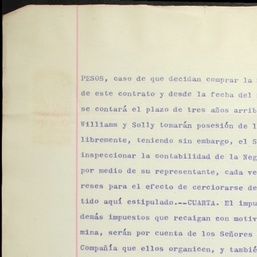 PESOS, caso de que decidan comprar la
de este contrato y desde la fecha del
se contará el plazo de tres años arrib
Williams y Solly tomarán posesión de l
libremente, teniendo sin embargo, el S
inspeccionar la contabilidad de la Neg
por medio de su representante, cada ve
reses para el efecto de cerciorarse de
tido aquí estipulado.---CUARTA. El impu
demás impuestos que recaigan con motiv
mina, serán por cuenta de los Señores
Compañía que ellos organicen, y tambié